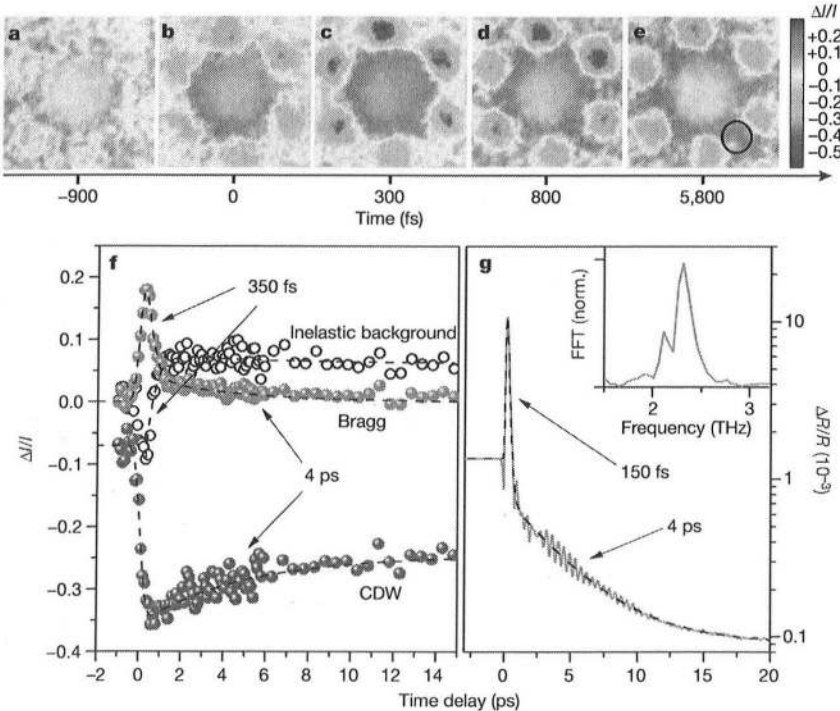 ΔI/I
a b c d e
+0.2
+0.1
0
-0.1
-0.2
-0.3
-0.4
-0.5
–900 0 300 800 5,800
Time (fs)
f
350 fs
Inelastic background
Bragg
4 ps
CDW
0.2
0.1
0.0
-0.1
-0.2
-0.3
-0.4
ΔI/I
–2 0 2 4 6 8 10 12 14
g
FFT (norm.)
2 3
Frequency (THz)
150 fs
4 ps
10
1
0.1
ΔR/R (10⁻³)
0 5 10 15 20
Time delay (ps)